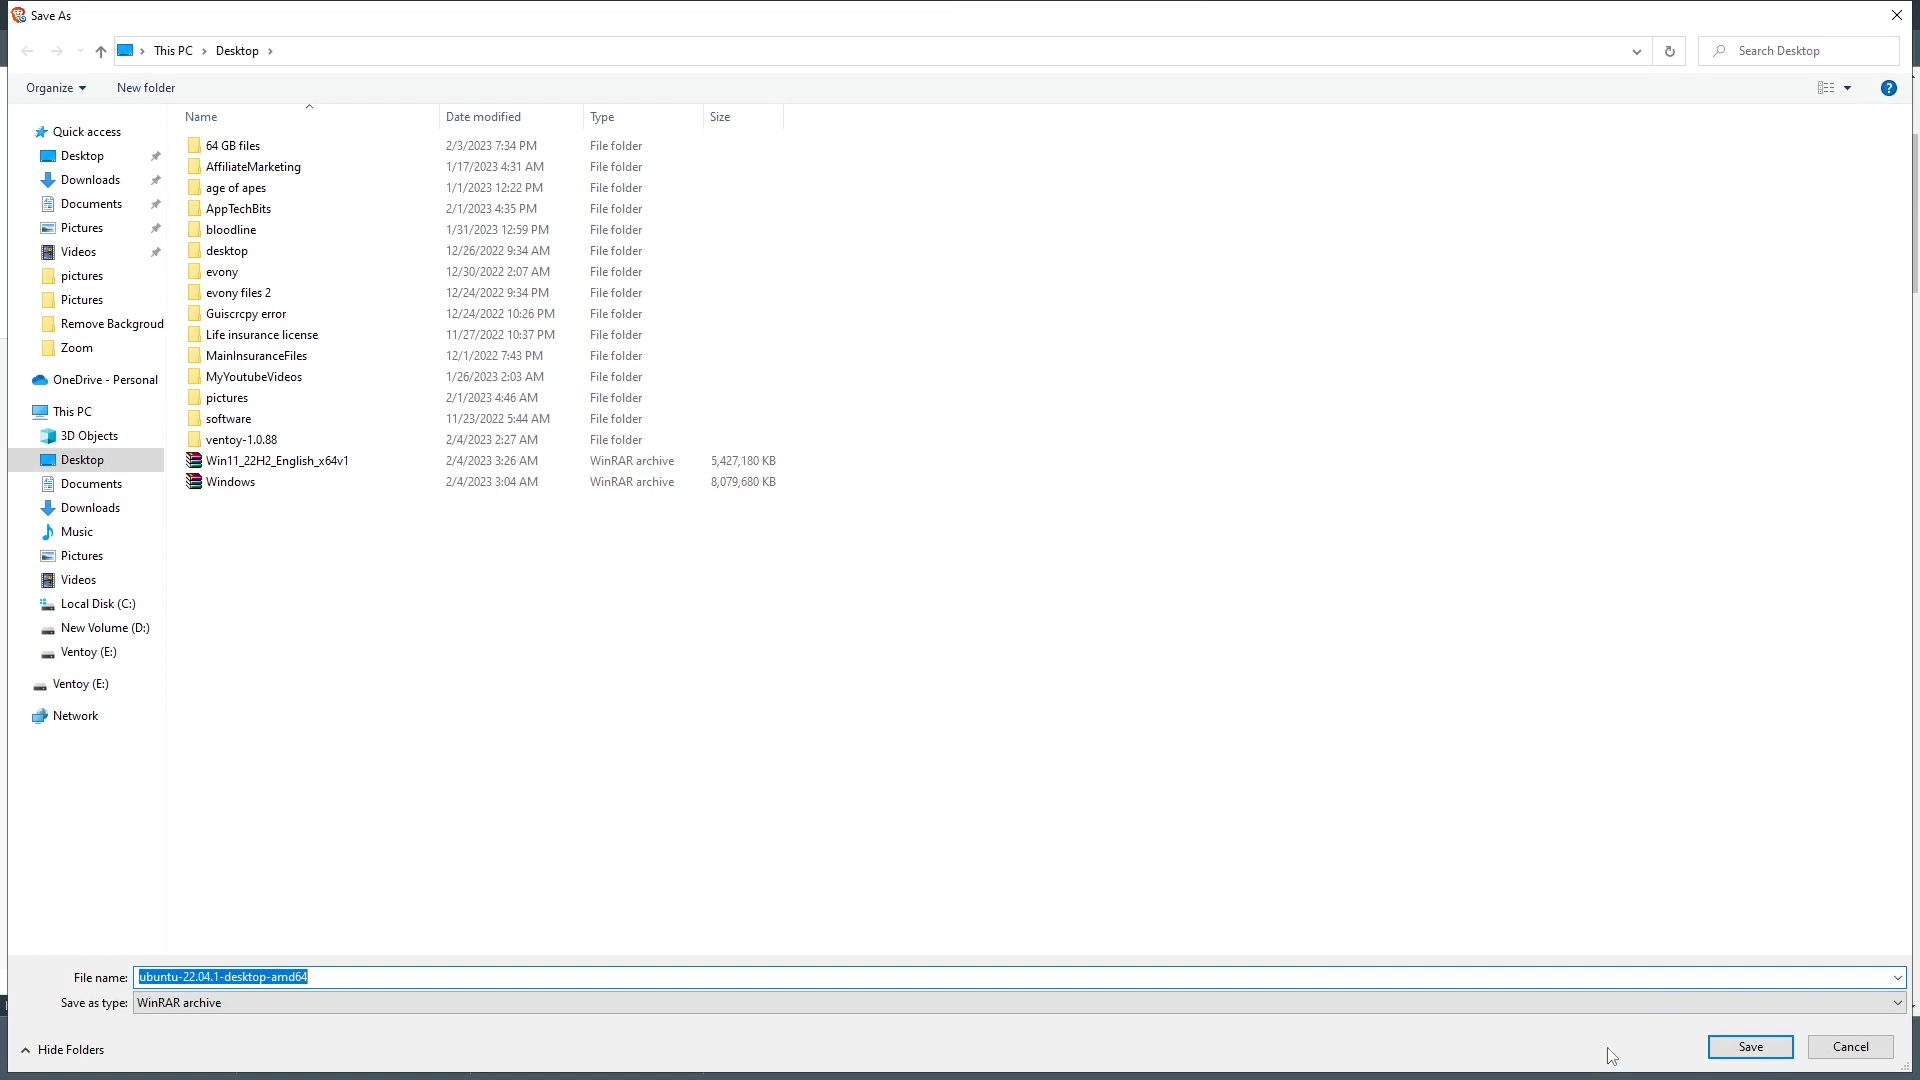 Save As
This PC Desktop
Search Desktop
Organize New folder
Name Date modified Type Size
Quick access
Desktop
Downloads
Documents
Pictures
Videos
pictures
Pictures
Remove Backgroud
Zoom
OneDrive - Personal
This PC
3D Objects
Desktop
Documents
Downloads
Music
Pictures
Videos
Local Disk (C:)
New Volume (D:)
Ventoy (E:)
Ventoy (E:)
Network
64 GB files 2/3/2023 7:34 PM File folder
AffiliateMarketing 1/17/2023 4:31 AM File folder
age of apes 1/1/2023 12:22 PM File folder
AppTechBits 2/1/2023 4:35 PM File folder
bloodline 1/31/2023 12:59 PM File folder
desktop 12/26/2022 9:34 AM File folder
evony 12/30/2022 2:07 AM File folder
evony files 2 12/24/2022 9:34 PM File folder
Guiscrcpy error 12/24/2022 10:26 PM File folder
Life insurance license 11/27/2022 10:37 PM File folder
MainInsuranceFiles 12/1/2022 7:43 PM File folder
MyYoutubeVideos 1/26/2023 2:03 AM File folder
pictures 2/1/2023 4:46 AM File folder
software 11/23/2022 5:44 AM File folder
ventoy-1.0.88 2/4/2023 2:27 AM File folder
Win11_22H2_English_x64v1 2/4/2023 3:26 AM WinRAR archive 5,427,180 KB
Windows 2/4/2023 3:04 AM WinRAR archive 8,079,680 KB
File name: ubuntu-22.04.1-desktop-amd64
Save as type: WinRAR archive
Hide Folders
Save Cancel